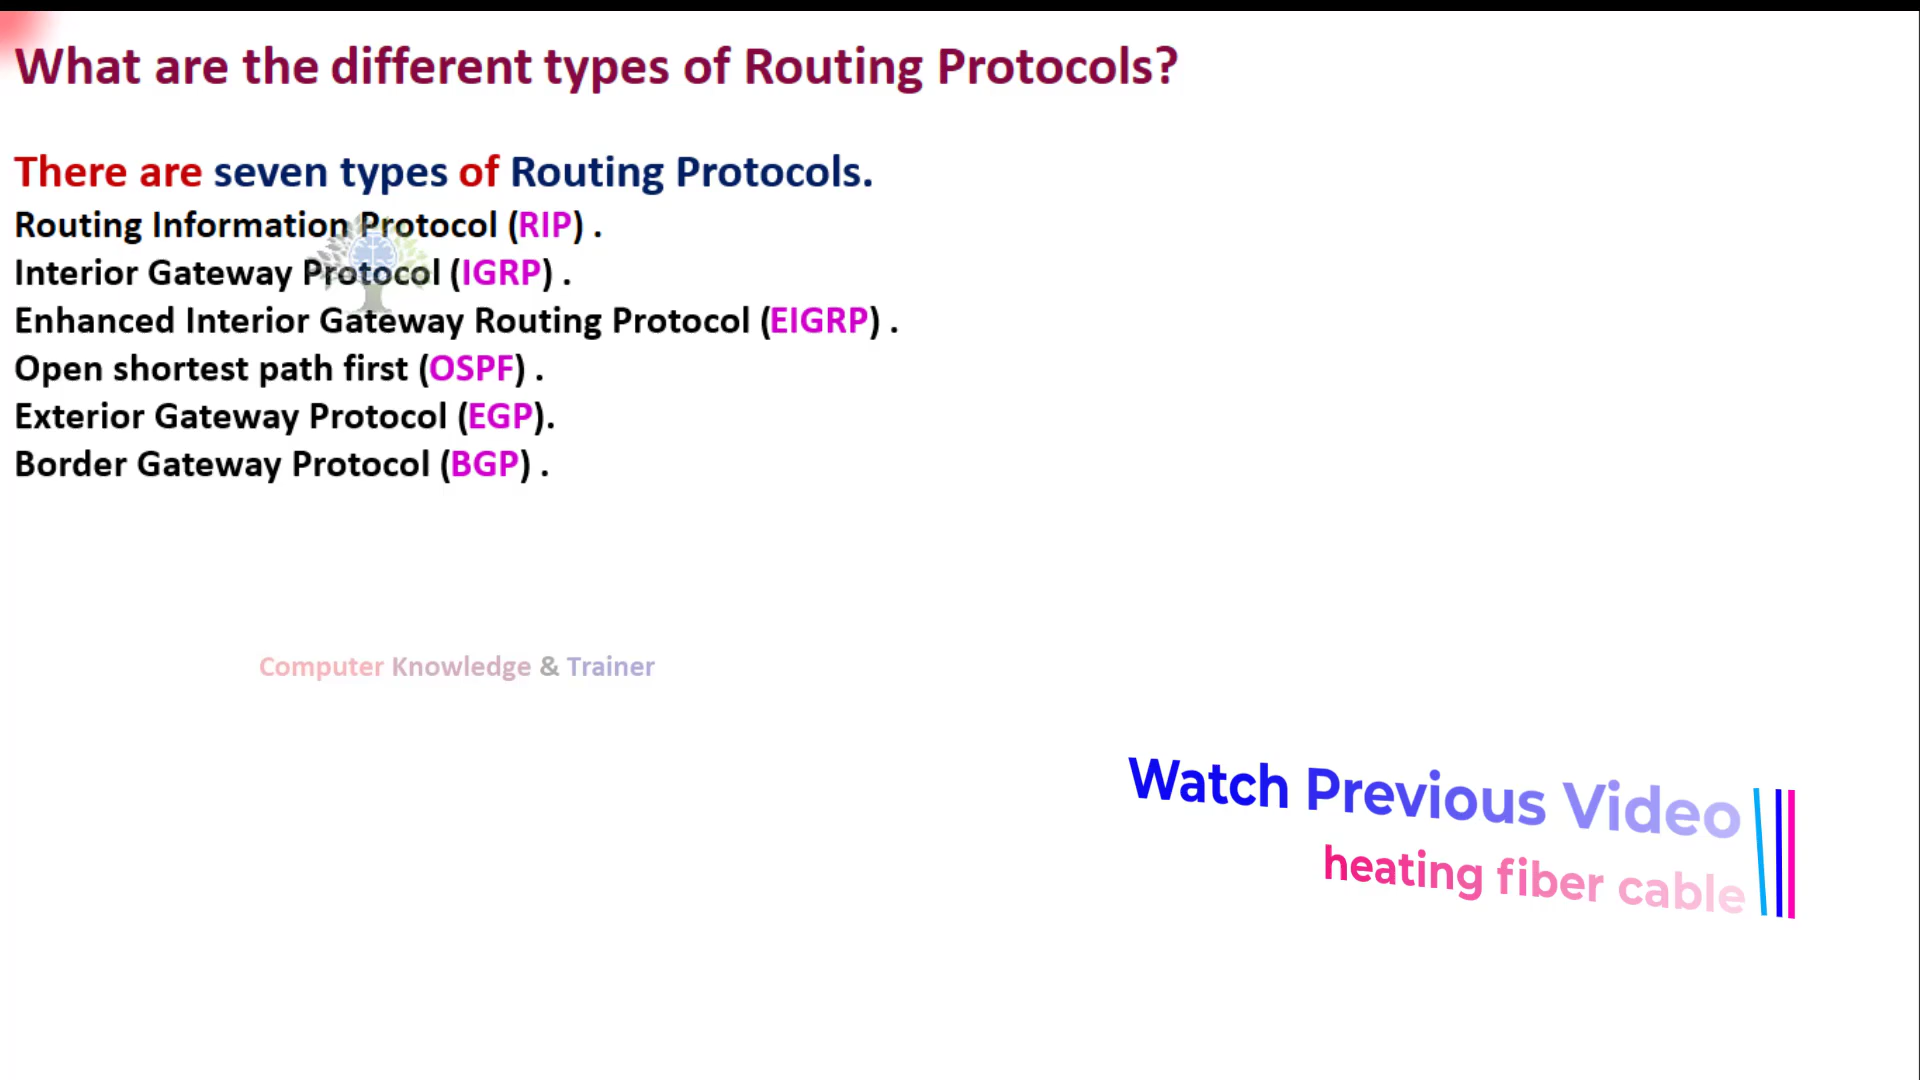 What are the different types of Routing Protocols?
There are seven types of Routing Protocols.
Routing Information Protocol (RIP) .
Interior Gateway Protocol (IGRP) .
Enhanced Interior Gateway Routing Protocol (EIGRP) .
Open shortest path first (OSPF) .
Exterior Gateway Protocol (EGP).
Border Gateway Protocol (BGP) .
Computer Knowledge & Trainer
Watch Previous Video
heating fiber cable